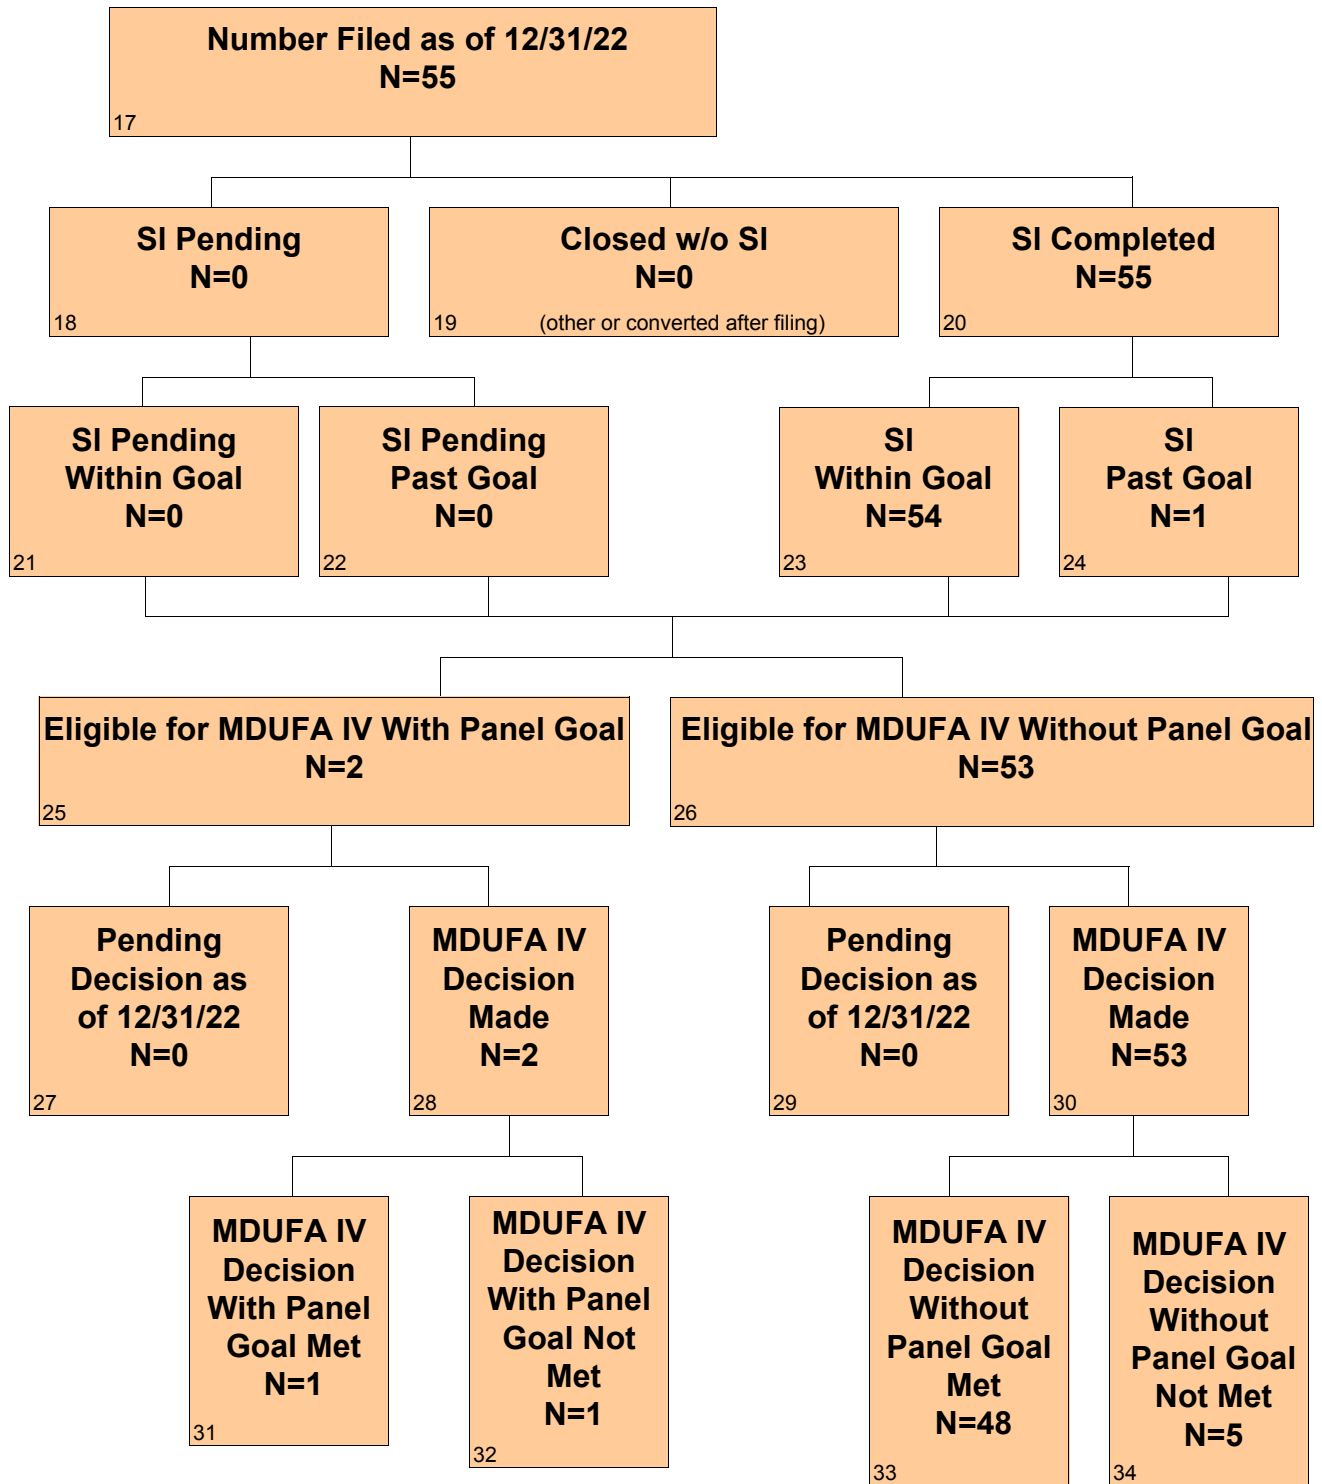 Number Filed as of 12/31/22
N=55
17
SI Pending
N=0
18
Closed w/o SI
N=0
19 (other or converted after filing)
SI Completed
N=55
20
SI Pending
Within Goal
N=0
21
SI Pending
Past Goal
N=0
22
SI
Within Goal
N=54
23
SI
Past Goal
N=1
24
Eligible for MDUFA IV With Panel Goal
N=2
25
Eligible for MDUFA IV Without Panel Goal
N=53
26
Pending
Decision as
of 12/31/22
N=0
27
MDUFA IV
Decision
Made
N=2
28
Pending
Decision as
of 12/31/22
N=0
29
MDUFA IV
Decision
Made
N=53
30
MDUFA IV
Decision
With Panel
Goal Met
N=1
31
MDUFA IV
Decision
With Panel
Goal Not
Met
N=1
32
MDUFA IV
Decision
Without
Panel Goal
Met
N=48
33
MDUFA IV
Decision
Without
Panel Goal
Not Met
N=5
34